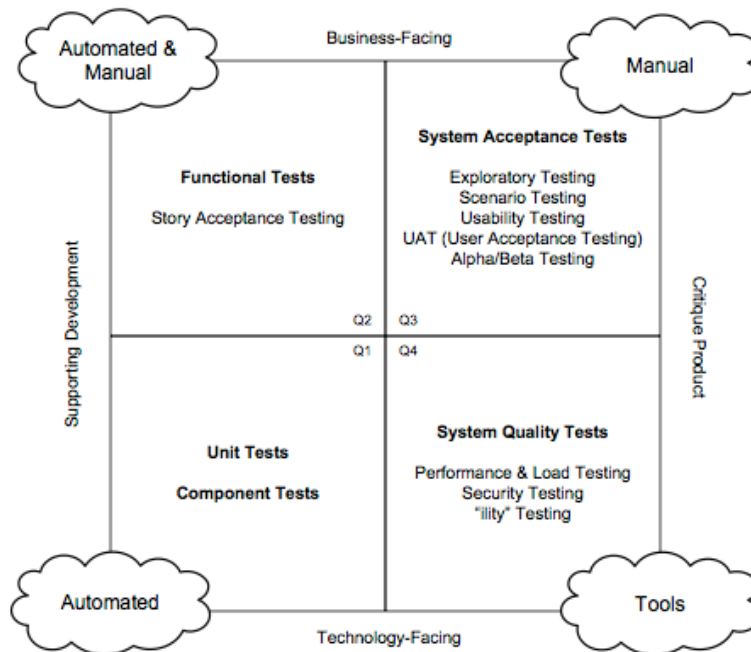 Business-Facing
Automated &
Manual
Manual
Functional Tests
Story Acceptance Testing
System Acceptance Tests
Exploratory Testing
Scenario Testing
Usability Testing
UAT (User Acceptance Testing)
Alpha/Beta Testing
Supporting Development
Critique Product
Q2
Q3
Q1
Q4
Unit Tests
Component Tests
System Quality Tests
Performance & Load Testing
Security Testing
“ility” Testing
Automated
Tools
Technology-Facing